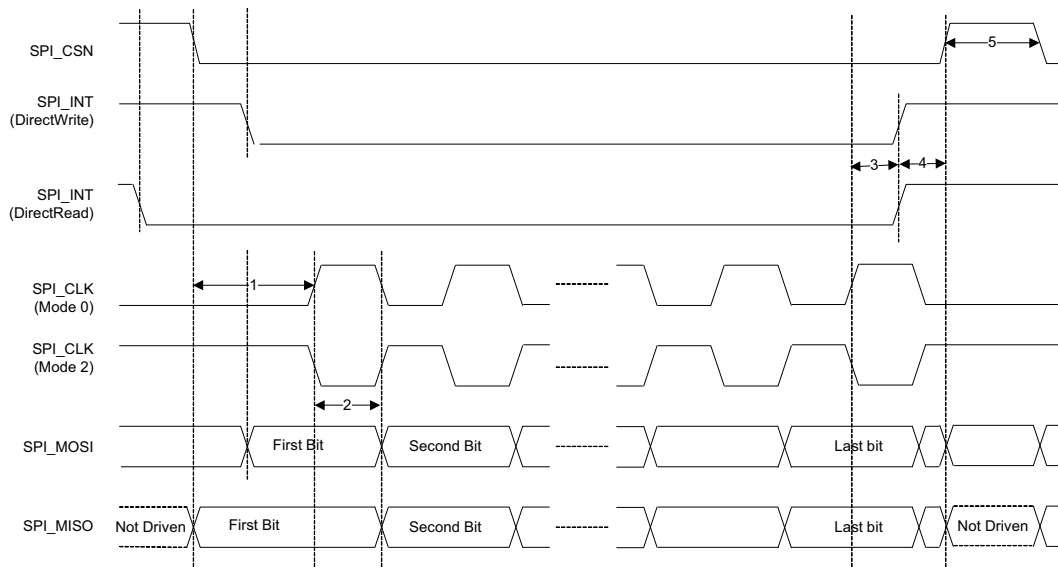 SPI_CSN
5
SPI_INT
(DirectWrite)
3
4
SPI_INT
(DirectRead)
1
SPI_CLK
(Mode 0)
SPI_CLK
(Mode 2)
2
SPI_MOSI
First Bit
Second Bit
Last bit
SPI_MISO
Not Driven
First Bit
Second Bit
Last bit
Not Driven